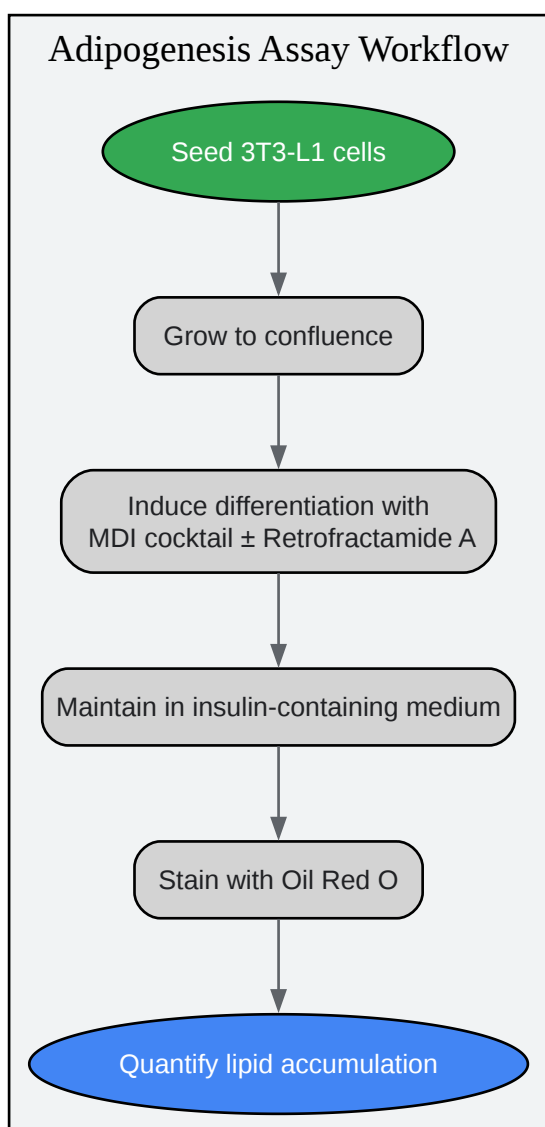 Adipogenesis Assay Workflow
Seed 3T3-L1 cells
Grow to confluence
Induce differentiation with
MDI cocktail ± Retrofractamide A
Maintain in insulin-containing medium
Stain with Oil Red O
Quantify lipid accumulation